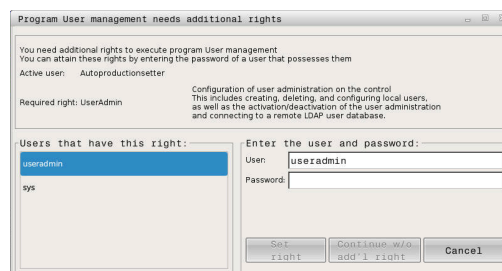 Program User management needs additional rights
You need additional rights to execute program User management
You can attain these rights by entering the password of a user that possesses them
Active user: Autoproductionsetter
Required right: UserAdmin
Configuration of user administration on the control
This includes creating, deleting, and configuring local users,
as well as the activation/deactivation of the user administration
and connecting to a remote LDAP user database.
Users that have this right:
useradmin
sys
Enter the user and password:
User: useradmin
Password:
Set
right
Continue w/o
add'l right
Cancel